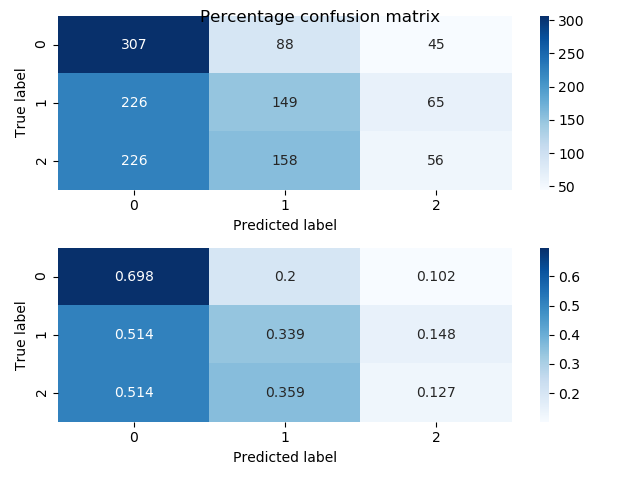 Percentage confusion matrix
True label
0 307 88 45
1 226 149 65
2 226 158 56
0 1 2
Predicted label
300
250
200
150
100
50
True label
0 0.698 0.2 0.102
1 0.514 0.339 0.148
2 0.514 0.359 0.127
0 1 2
Predicted label
0.6
0.5
0.4
0.3
0.2